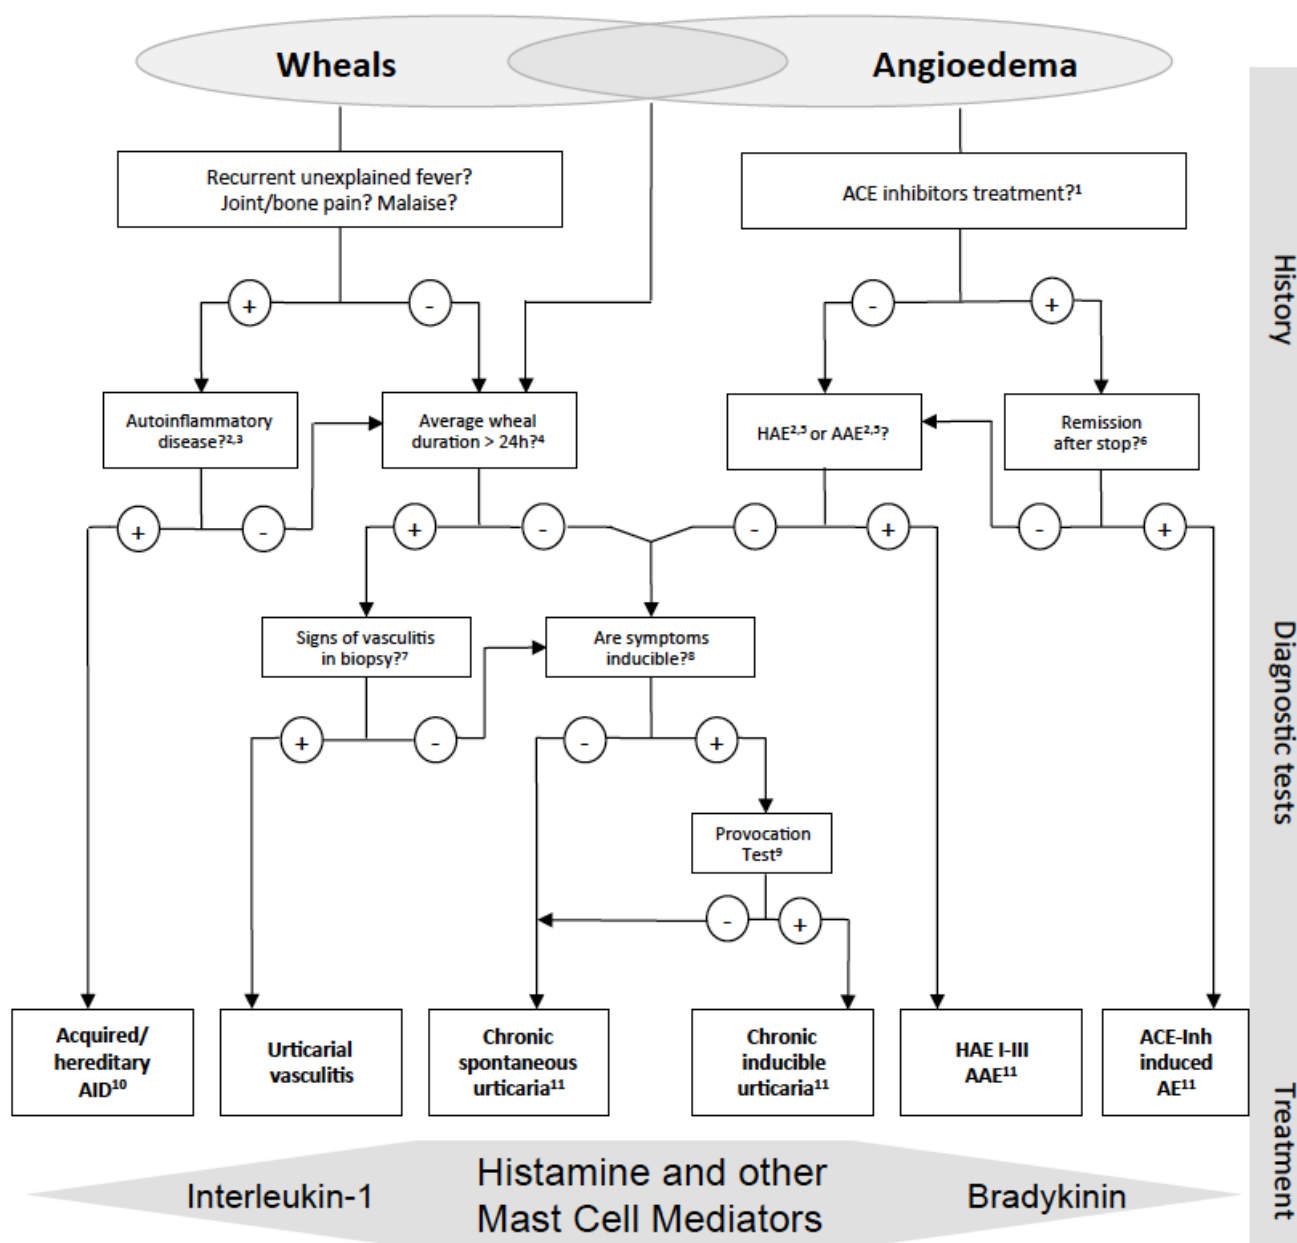 Wheals
Angioedema
Recurrent unexplained fever?
Joint/bone pain? Malaise?
ACE inhibitors treatment?¹
History
+
-
-
+
Autoinflammatory
disease?²,³
Average wheal
duration > 24h?⁴
HAE²,⁵ or AAE²,⁵?
Remission
after stop?⁶
+
-
+
-
-
+
-
+
Signs of vasculitis
in biopsy?⁷
Are symptoms
inducible?⁸
Diagnostic tests
+
-
-
+
Provocation
Test⁹
-
+
Acquired/
hereditary
AID¹⁰
Urticarial
vasculitis
Chronic
spontaneous
urticaria¹¹
Chronic
inducible
urticaria¹¹
HAE I-III
AAE¹¹
ACE-Inh
induced
AE¹¹
Treatment
Interleukin-1
Histamine and other
Mast Cell Mediators
Bradykinin